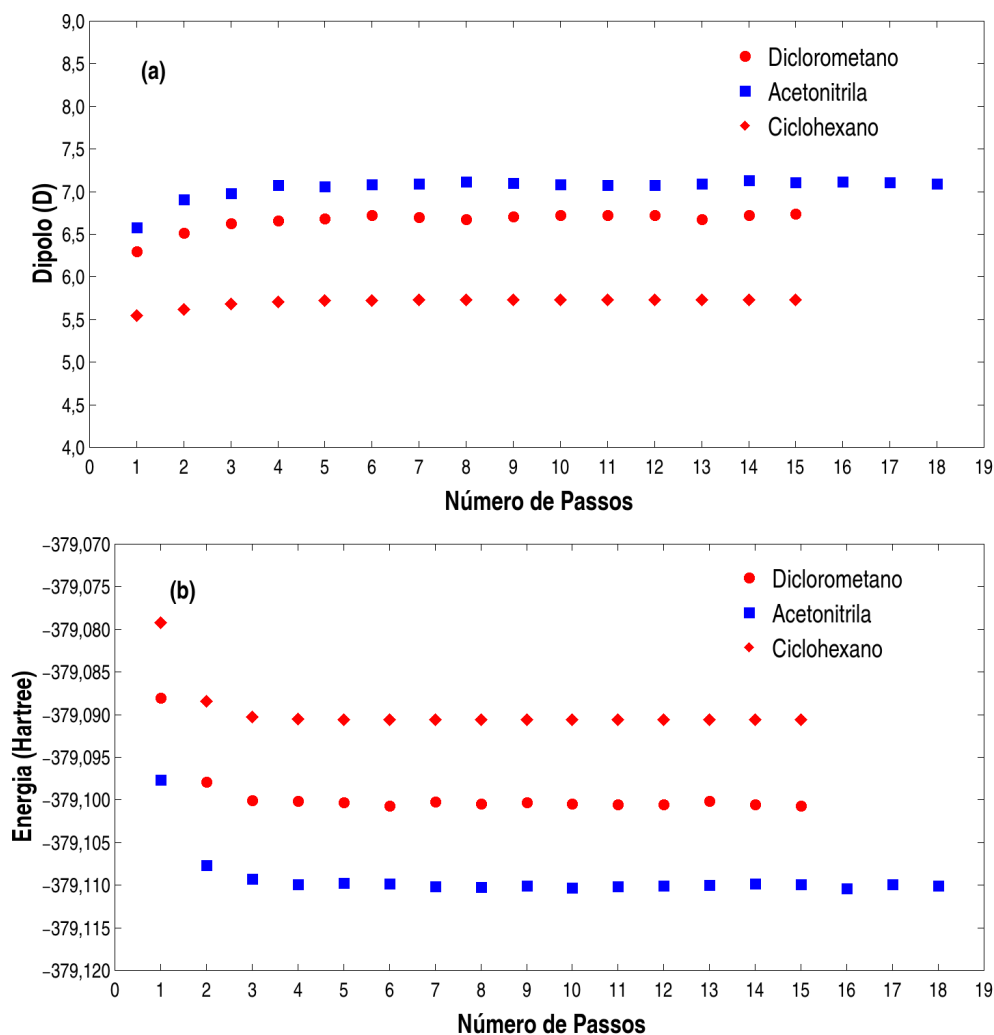 9,0
(a)
Diclorometano
8,5
Acetonitrila
8,0
Ciclohexano
7,5
7,0
6,5
6,0
5,5
5,0
4,5
4,0
Dipolo (D)
0 1 2 3 4 5 6 7 8 9 10 11 12 13 14 15 16 17 18 19
Número de Passos
−379,070
(b)
Diclorometano
−379,075
Acetonitrila
−379,080
Ciclohexano
−379,085
−379,090
−379,095
−379,100
−379,105
−379,110
−379,115
−379,120
Energia (Hartree)
0 1 2 3 4 5 6 7 8 9 10 11 12 13 14 15 16 17 18 19
Número de Passos